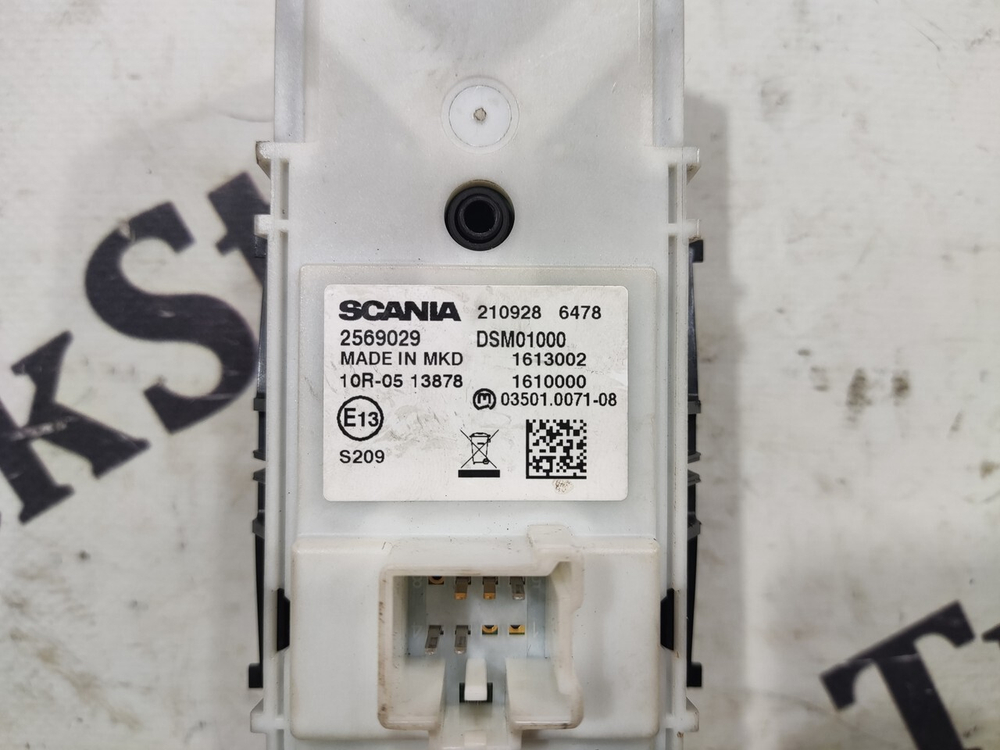 SCANIA 210928 6478
2569029 DSM01000
MADE IN MKD 1613002
10R-05 13878 1610000
03501.0071-08
E13
S209